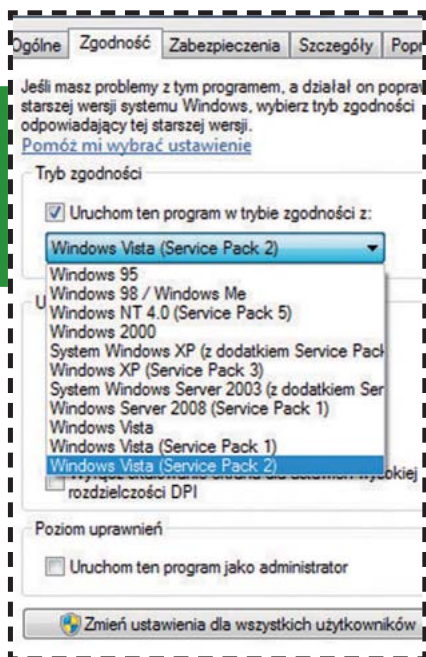 Ogólne Zgodność Zabezpieczenia Szczegóły Popr
Jeśli masz problemy z tym programem, a działał on popraw
starszej wersji systemu Windows, wybierz tryb zgodności
odpowiadający tej starszej wersji.
Pomóż mi wybrać ustawienie
Tryb zgodności
Uruchom ten program w trybie zgodności z:
Windows Vista (Service Pack 2)
Windows 95
Windows 98 / Windows Me
U
Windows NT 4.0 (Service Pack 5)
Windows 2000
System Windows XP (z dodatkiem Service Pack
Windows XP (Service Pack 3)
System Windows Server 2003 (z dodatkiem Ser
Windows Server 2008 (Service Pack 1)
Windows Vista
Windows Vista (Service Pack 1)
Windows Vista (Service Pack 2)
rozdzielczości DPI
Poziom uprawnień
Uruchom ten program jako administrator
Zmień ustawienia dla wszystkich użytkowników